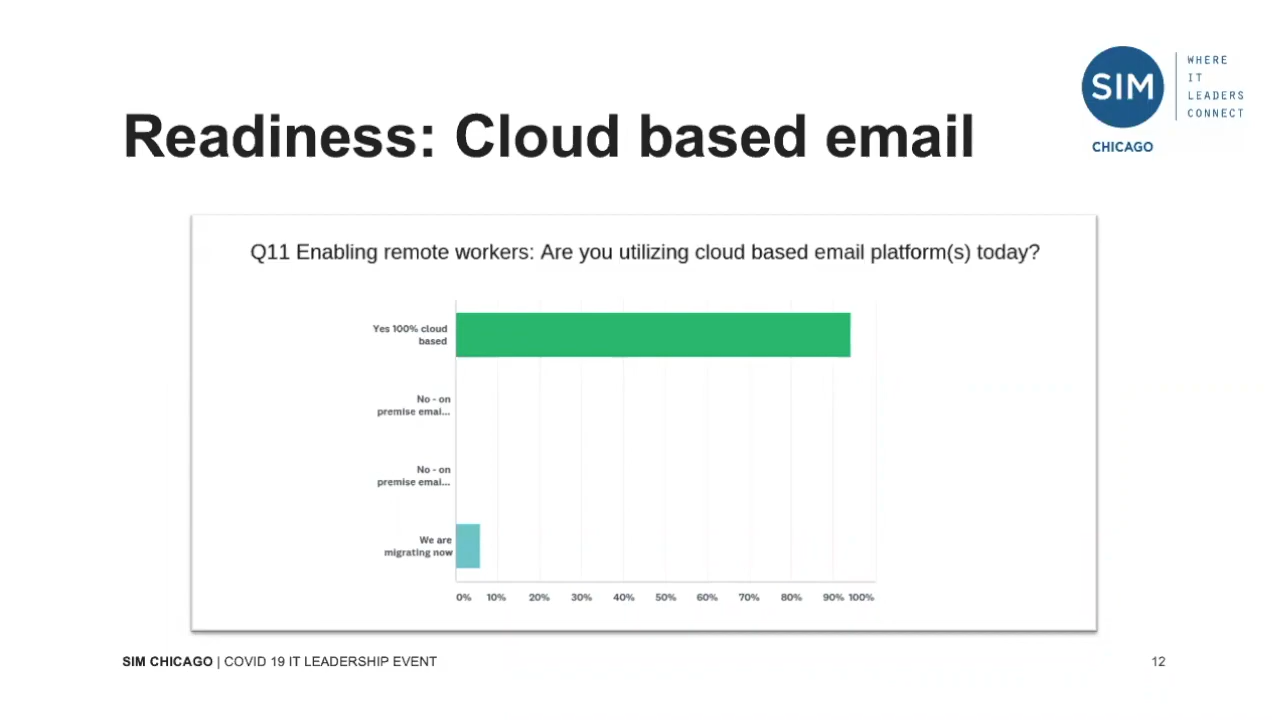 SIM
WHERE
IT
LEADERS
CONNECT
CHICAGO
Readiness: Cloud based email
Q11 Enabling remote workers: Are you utilizing cloud based email platform(s) today?
Yes 100% cloud
based
No - on
premise emai...
No - on
premise emai...
We are
migrating now
0% 10% 20% 30% 40% 50% 60% 70% 80% 90% 100%
SIM CHICAGO | COVID 19 IT LEADERSHIP EVENT
12